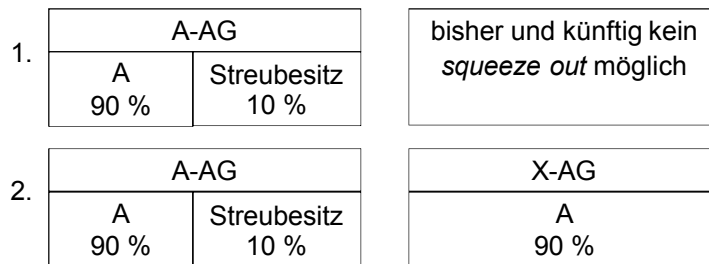 1.
A-AG
A
90 %
Streubesitz
10 %
bisher und künftig kein
squeeze out möglich
2.
A-AG
A
90 %
Streubesitz
10 %
X-AG
A
90 %